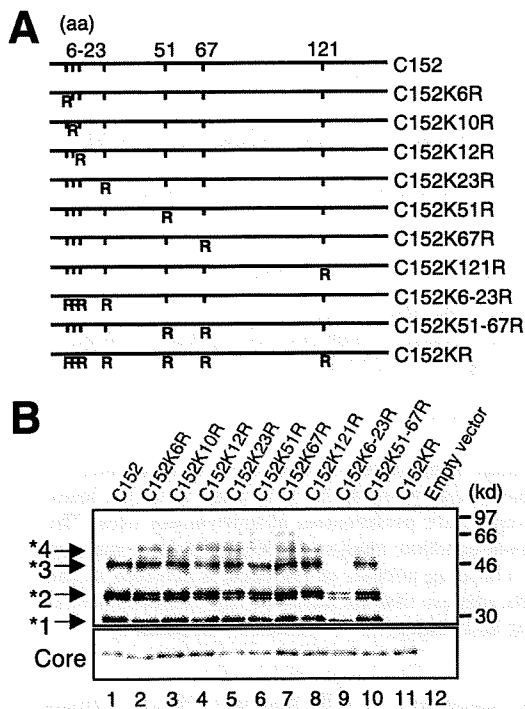 A
(aa)
6-23 51 67 121
C152
C152K6R
R
C152K10R
R
C152K12R
R
C152K23R
R
C152K51R
R
C152K67R
R
C152K121R
R
C152K6-23R
RRR R
C152K51-67R
R R
C152KR
RRR R R R R
B
C152 C152K6R C152K10R C152K12R C152K23R C152K51R C152K67R C152K121R C152K6-23R C152K51-67R C152KR Empty vector
(kd)
97
66
*4
*3 46
*2
*1 30
Core
1 2 3 4 5 6 7 8 9 10 11 12